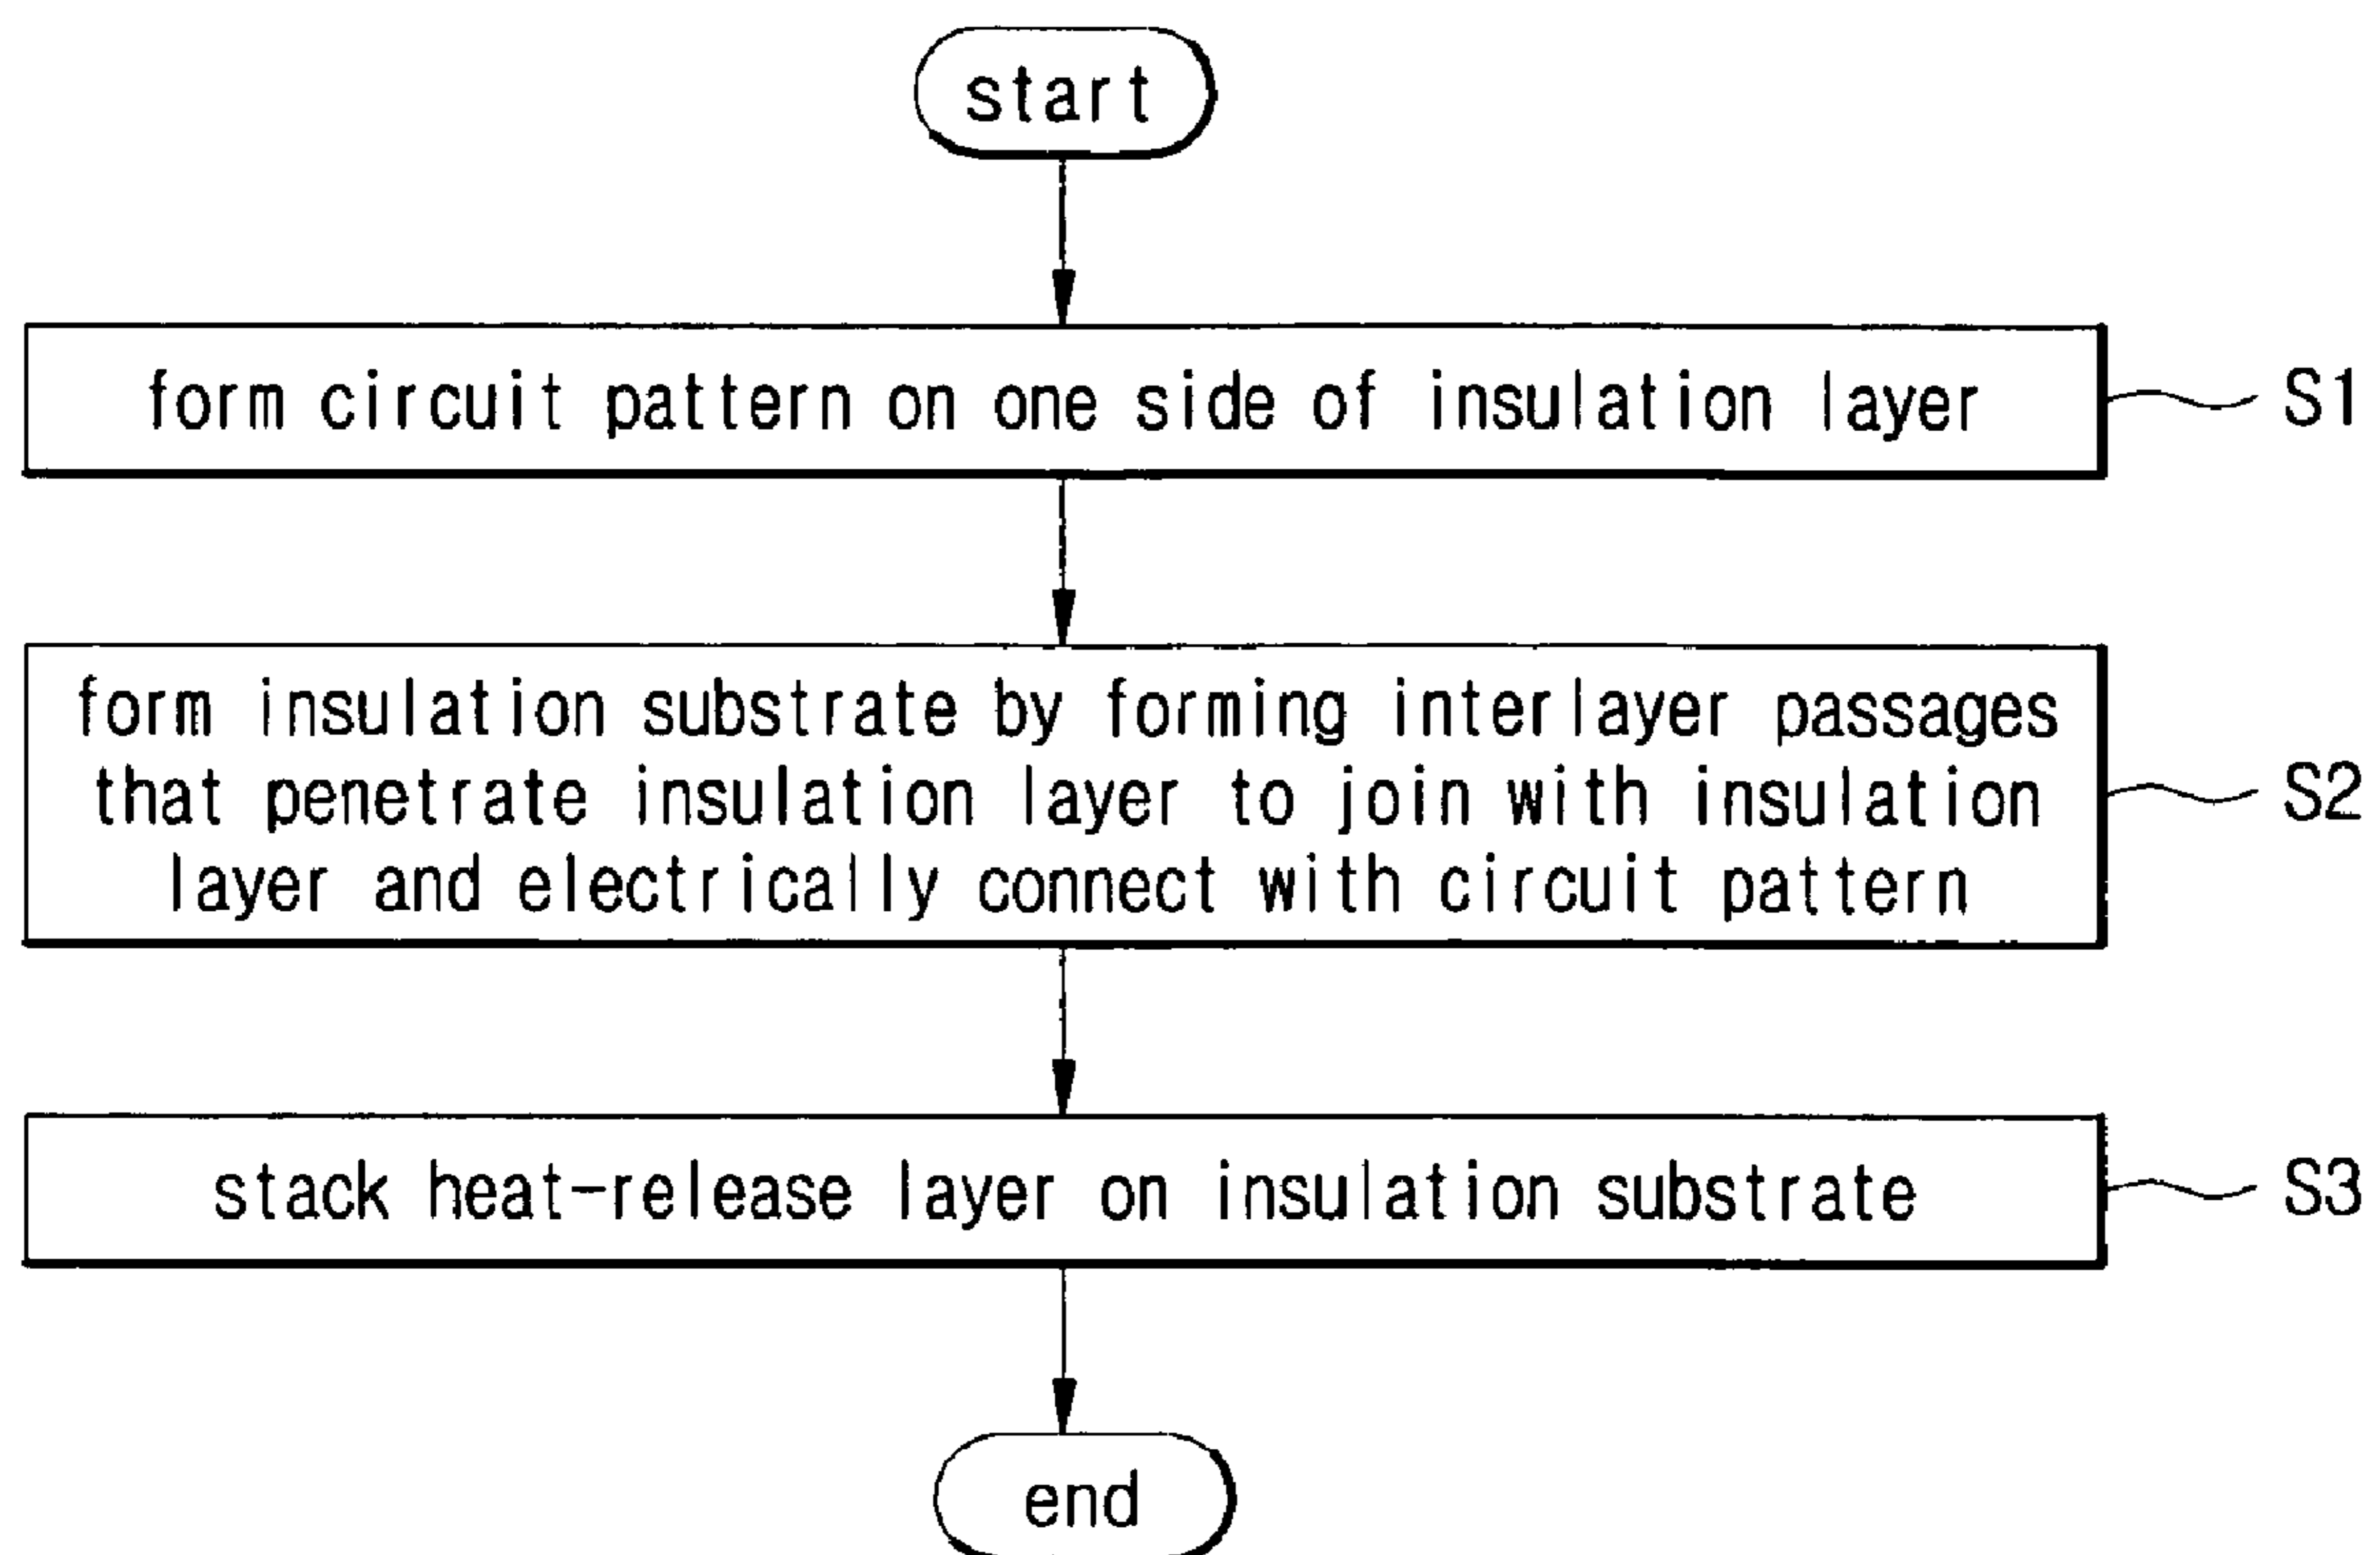 start
form circuit pattern on one side of insulation layer
S1
form insulation substrate by forming interlayer passages
that penetrate insulation layer to join with insulation
layer and electrically connect with circuit pattern
S2
stack heat-release layer on insulation substrate
S3
end